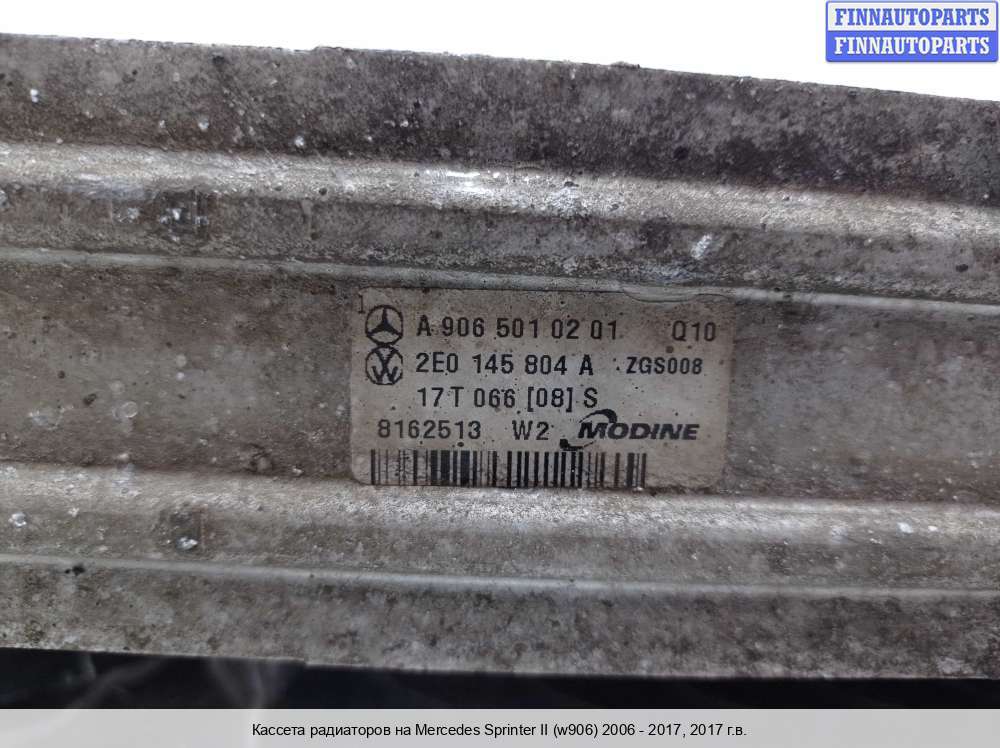 FINNAUTOPARTS
FINNAUTOPARTS
1
A 906 501 02 01 Q10
2E0 145 804 A ZGS008
17 T 066 [08] S
8162513 W2 MODINE
Кассета радиаторов на Mercedes Sprinter II (w906) 2006 - 2017, 2017 г.в.